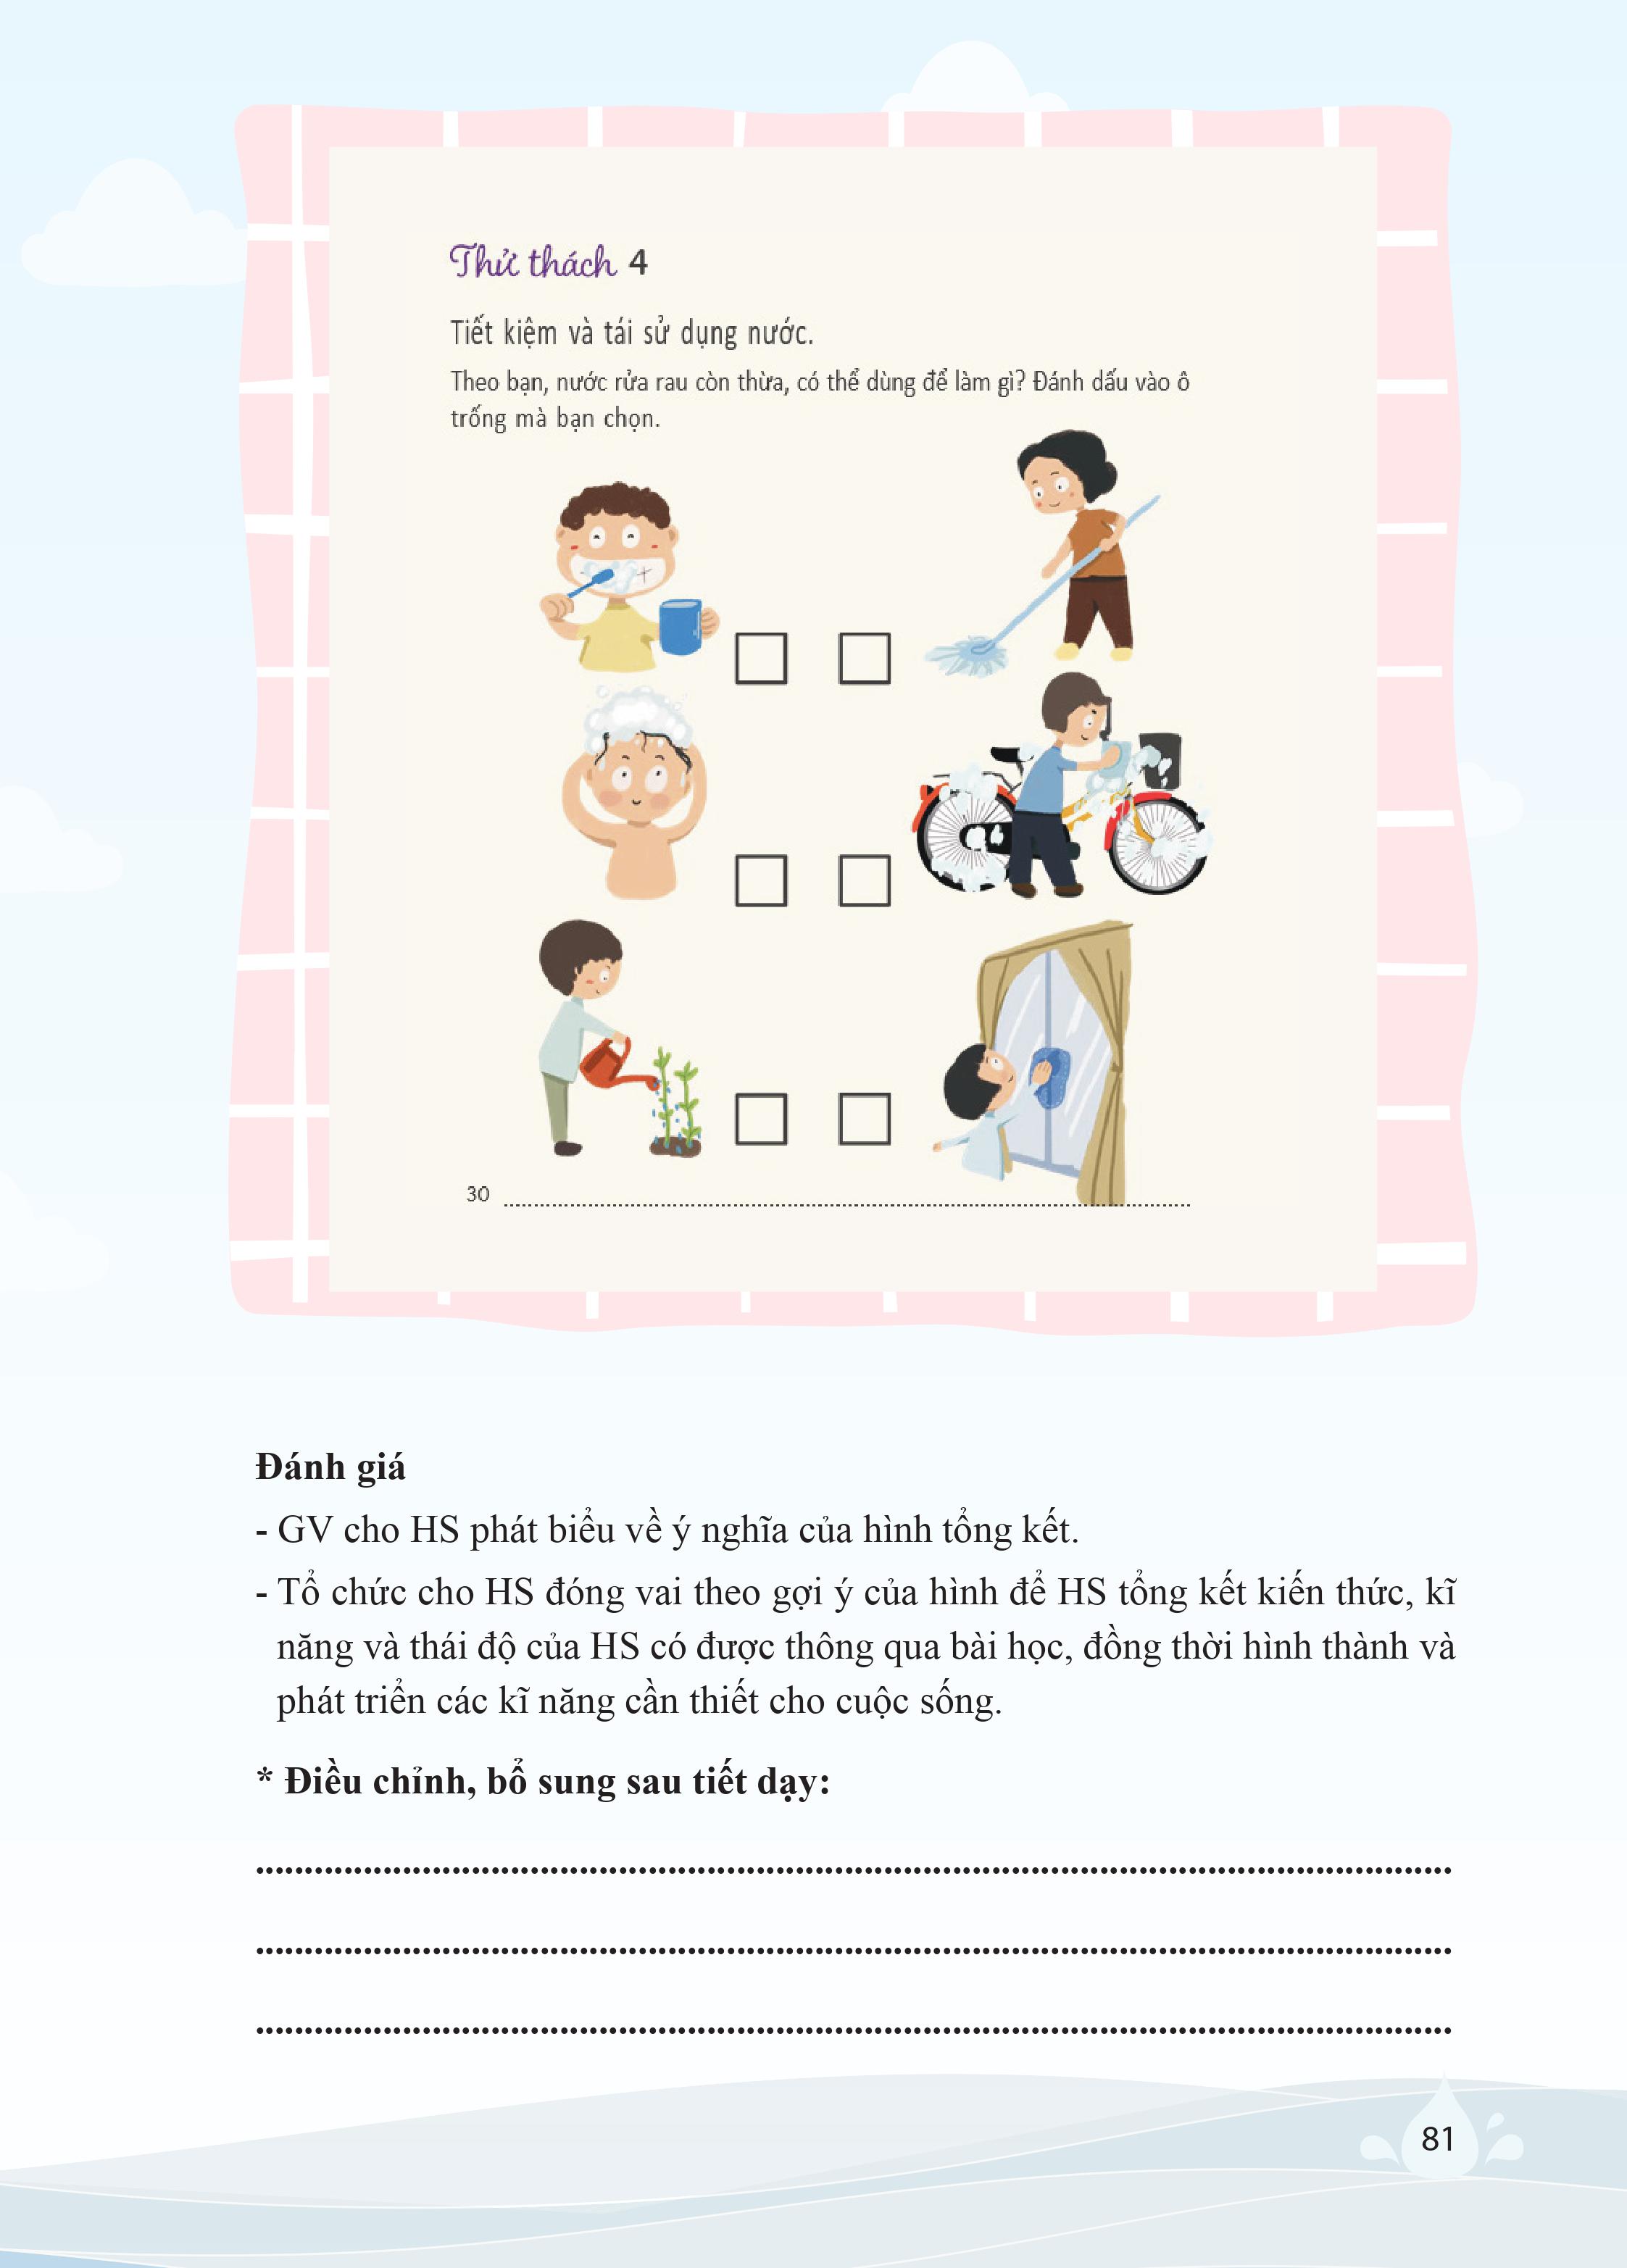 Thử thách 4
Tiết kiệm và tái sử dụng nước.
Theo bạn, nước rửa rau còn thừa, có thể dùng để làm gì? Đánh dấu vào ô
trống mà bạn chọn.
30
Đánh giá
- GV cho HS phát biểu về ý nghĩa của hình tổng kết.
- Tổ chức cho HS đóng vai theo gợi ý của hình để HS tổng kết kiến thức, kĩ
năng và thái độ của HS có được thông qua bài học, đồng thời hình thành và
phát triển các kĩ năng cần thiết cho cuộc sống.
* Điều chỉnh, bổ sung sau tiết dạy:
81